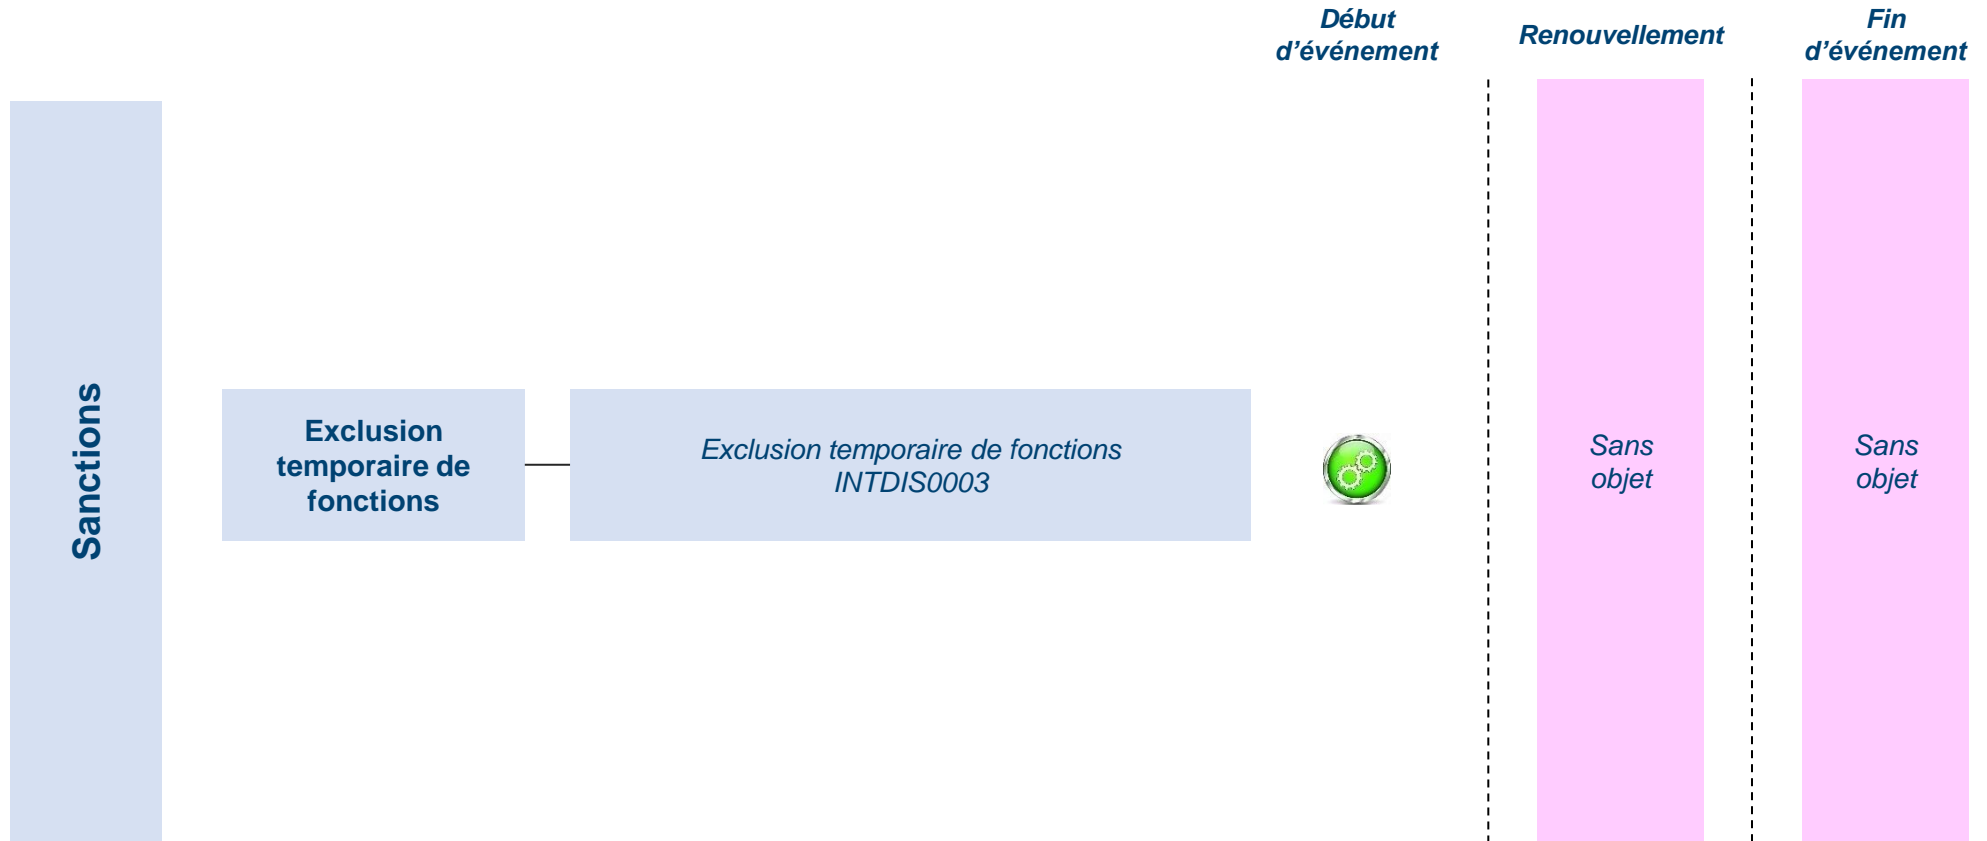 Début
d’événement
Renouvellement
Fin
d’événement
Sanctions
Exclusion
temporaire de
fonctions
Exclusion temporaire de fonctions
INTDIS0003
Sans
objet
Sans
objet